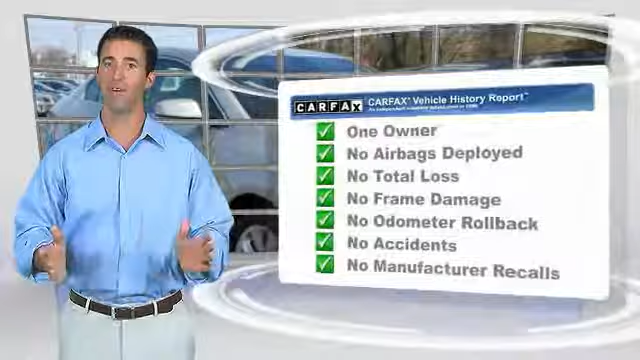 CARFAX CARFAX Vehicle History Report™
One Owner
No Airbags Deployed
No Total Loss
No Frame Damage
No Odometer Rollback
No Accidents
No Manufacturer Recalls